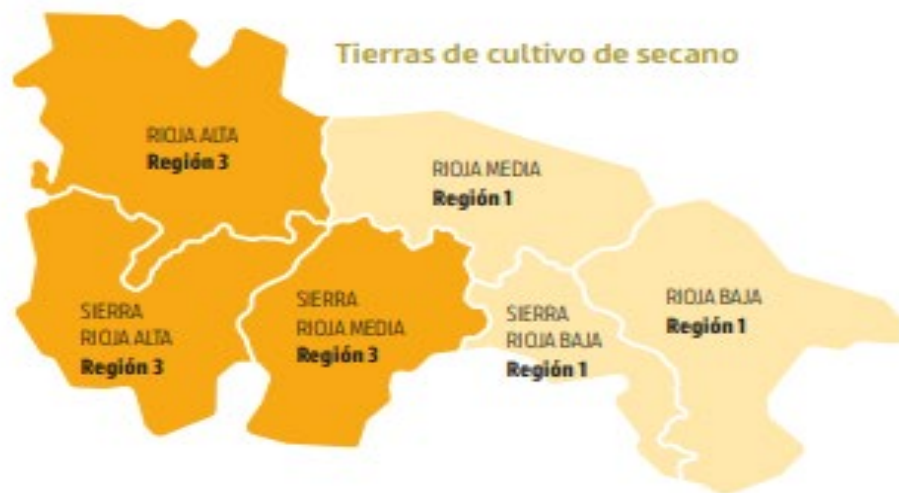 Tierras de cultivo de secano
RIOJA ALTA
Región 3
RIOJA MEDIA
Región 1
SIERRA
RIOJA ALTA
Región 3
SIERRA
RIOJA MEDIA
Región 3
SIERRA
RIOJA BAJA
Región 1
RIOJA BAJA
Región 1